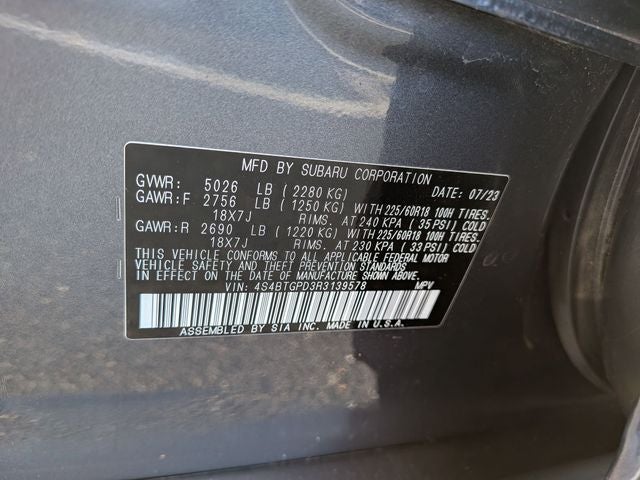 MFD BY SUBARU CORPORATION
GVWR: 5026 LB ( 2280 KG) DATE: 07/23
GAWR:F 2756 LB ( 1250 KG) WITH 225/60R18 100H TIRES.
18X7J RIMS. AT 240 KPA ( 35 PSI) COLD
GAWR:R 2690 LB ( 1220 KG) WITH 225/60R18 100H TIRES.
18X7J RIMS. AT 230 KPA ( 33 PSI) COLD
THIS VEHICLE CONFORMS TO ALL APPLICABLE FEDERAL MOTOR
VEHICLE SAFETY AND THEFT PREVENTION STANDARDS
IN EFFECT ON THE DATE OF MANUFACTURE SHOWN ABOVE.
VIN: 4S4BTGPD3R3139578 MPV
ASSEMBLED BY SIA INC. MADE IN U.S.A.